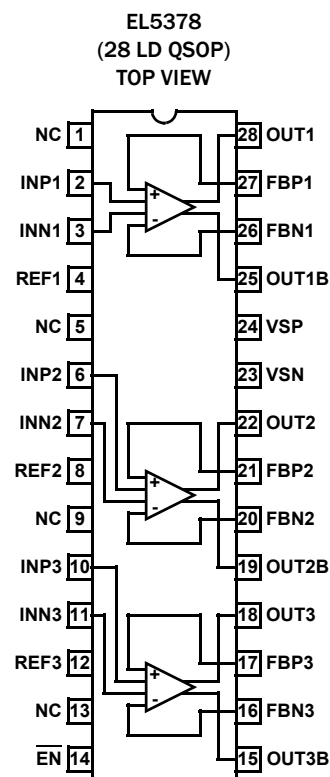 EL5378
(28 LD QSOP)
TOP VIEW
NC 1
INP1 2
INN1 3
REF1 4
NC 5
INP2 6
INN2 7
REF2 8
NC 9
INP3 10
INN3 11
REF3 12
NC 13
EN 14
+
-
+
-
+
-
28 OUT1
27 FBP1
26 FBN1
25 OUT1B
24 VSP
23 VSN
22 OUT2
21 FBP2
20 FBN2
19 OUT2B
18 OUT3
17 FBP3
16 FBN3
15 OUT3B